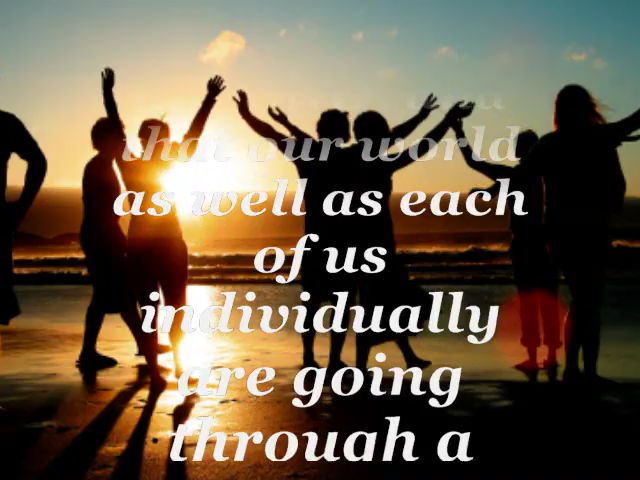 that our world
as well as each
of us
individually
are going
through a